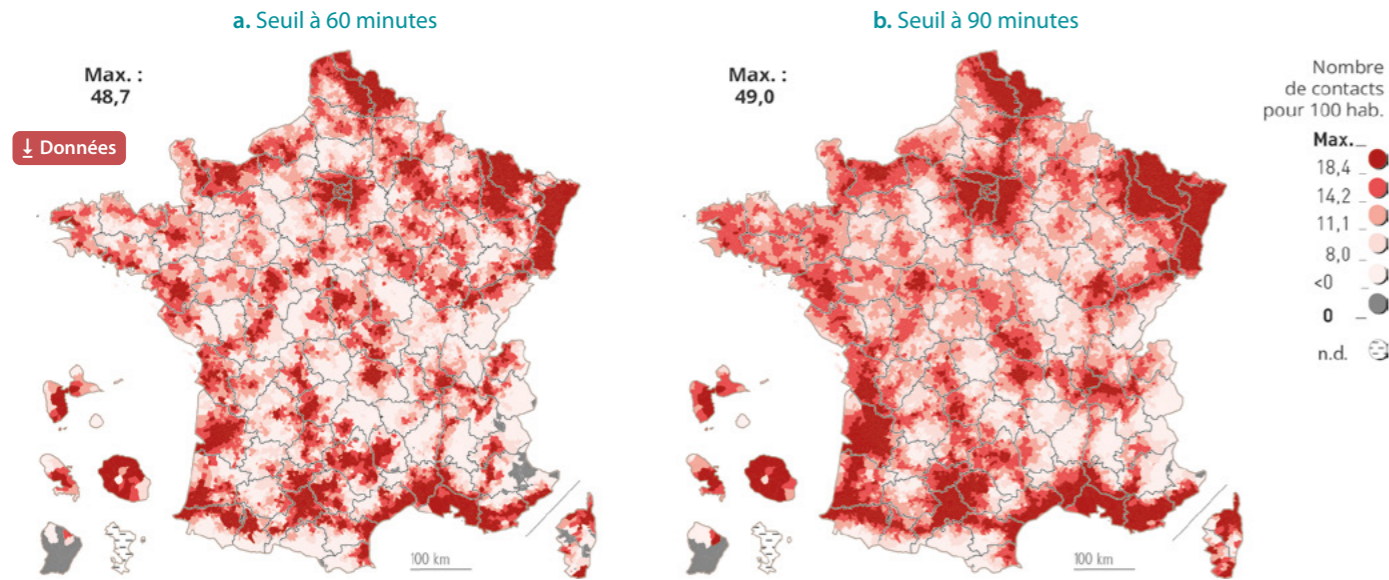 a. Seuil à 60 minutes
Max. :
48,7
Données
100 km
b. Seuil à 90 minutes
Max. :
49,0
100 km
Nombre
de contacts
pour 100 hab.
Max.
18,4
14,2
11,1
8,0
<0
0
n.d.